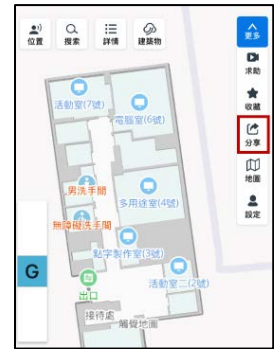 位置
搜索
詳情
建築物
更多
求助
收藏
分享
地圖
設定
活動室(7號)
電腦室(6號)
男洗手間
多用途室(4號)
無障礙洗手間
點字製作室(3號)
G
活動室二(2號)
出口
接待處
觸覺地圖